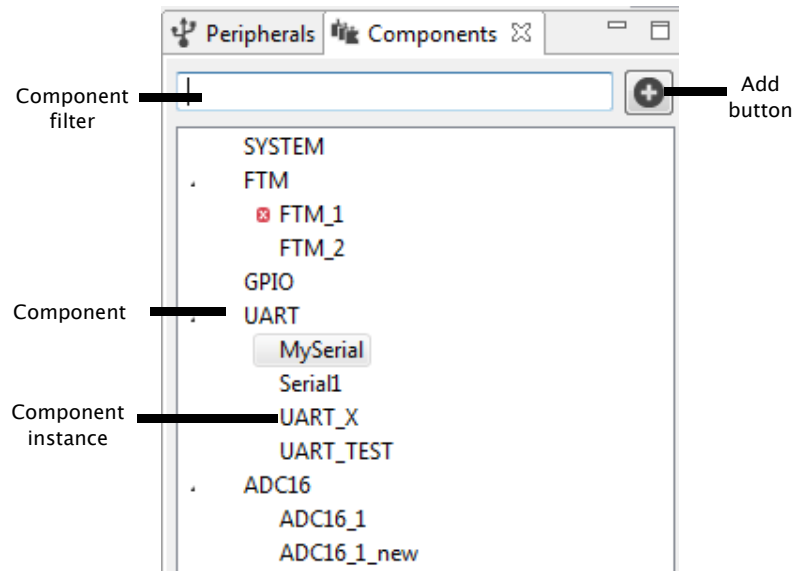 Peripherals Components
Component
filter
Add
button
SYSTEM
FTM
FTM_1
FTM_2
GPIO
Component
UART
MySerial
Serial1
Component
instance
UART_X
UART_TEST
ADC16
ADC16_1
ADC16_1_new